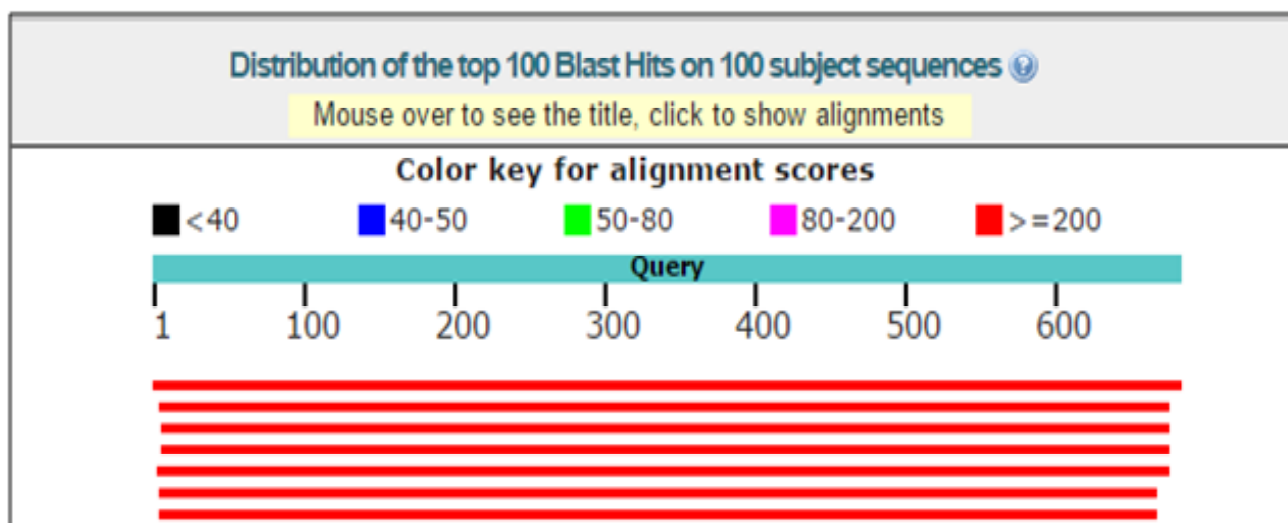 Distribution of the top 100 Blast Hits on 100 subject sequences ?
Mouse over to see the title, click to show alignments
Color key for alignment scores
<40 40-50 50-80 80-200 >=200
Query
1 100 200 300 400 500 600